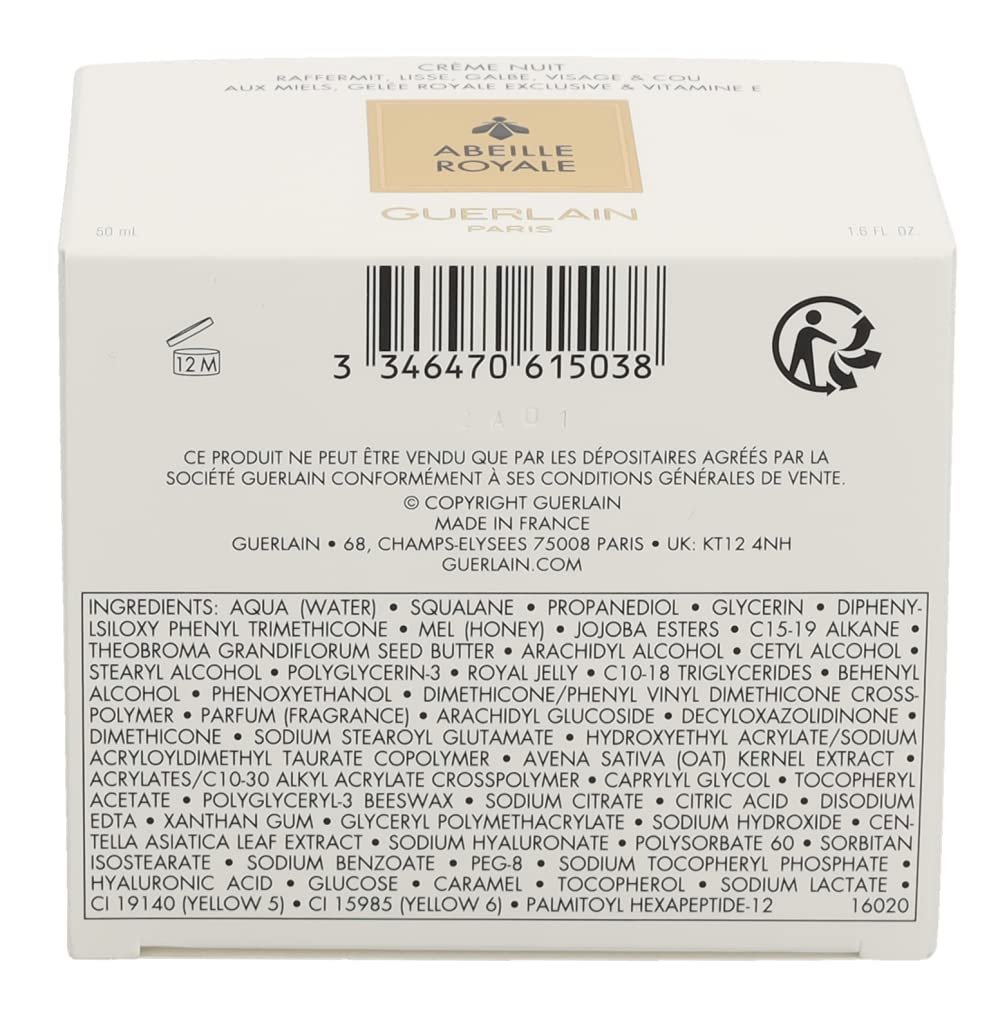 CRÈME NUIT
RAFFERMIT, LISSE, GALBE, VISAGE & COU
AUX MIELS, GELÉE ROYALE EXCLUSIVE & VITAMINE E
ABEILLE
ROYALE
GUERLAIN
PARIS
50 mL
1.6 FL. OZ.
12 M
3 346470 615038
2A01
CE PRODUIT NE PEUT ÊTRE VENDU QUE PAR LES DÉPOSITAIRES AGRÉÉS PAR LA
SOCIÉTÉ GUERLAIN CONFORMÉMENT À SES CONDITIONS GÉNÉRALES DE VENTE.
© COPYRIGHT GUERLAIN
MADE IN FRANCE
GUERLAIN • 68, CHAMPS-ELYSEES 75008 PARIS • UK: KT12 4NH
GUERLAIN.COM
INGREDIENTS: AQUA (WATER) • SQUALANE • PROPANEDIOL • GLYCERIN • DIPHENY-
LSILOXY PHENYL TRIMETHICONE • MEL (HONEY) • JOJOBA ESTERS • C15-19 ALKANE •
THEOBROMA GRANDIFLORUM SEED BUTTER • ARACHIDYL ALCOHOL • CETYL ALCOHOL •
STEARYL ALCOHOL • POLYGLYCERIN-3 • ROYAL JELLY • C10-18 TRIGLYCERIDES • BEHENYL
ALCOHOL • PHENOXYETHANOL • DIMETHICONE/PHENYL VINYL DIMETHICONE CROSS-
POLYMER • PARFUM (FRAGRANCE) • ARACHIDYL GLUCOSIDE • DECYLOXAZOLIDINONE •
DIMETHICONE • SODIUM STEAROYL GLUTAMATE • HYDROXYETHYL ACRYLATE/SODIUM
ACRYLOYLDIMETHYL TAURATE COPOLYMER • AVENA SATIVA (OAT) KERNEL EXTRACT •
ACRYLATES/C10-30 ALKYL ACRYLATE CROSSPOLYMER • CAPRYLYL GLYCOL • TOCOPHERYL
ACETATE • POLYGLYCERYL-3 BEESWAX • SODIUM CITRATE • CITRIC ACID • DISODIUM
EDTA • XANTHAN GUM • GLYCERYL POLYMETHACRYLATE • SODIUM HYDROXIDE • CEN-
TELLA ASIATICA LEAF EXTRACT • SODIUM HYALURONATE • POLYSORBATE 60 • SORBITAN
ISOSTEARATE • SODIUM BENZOATE • PEG-8 • SODIUM TOCOPHERYL PHOSPHATE •
HYALURONIC ACID • GLUCOSE • CARAMEL • TOCOPHEROL • SODIUM LACTATE •
CI 19140 (YELLOW 5) • CI 15985 (YELLOW 6) • PALMITOYL HEXAPEPTIDE-12 16020